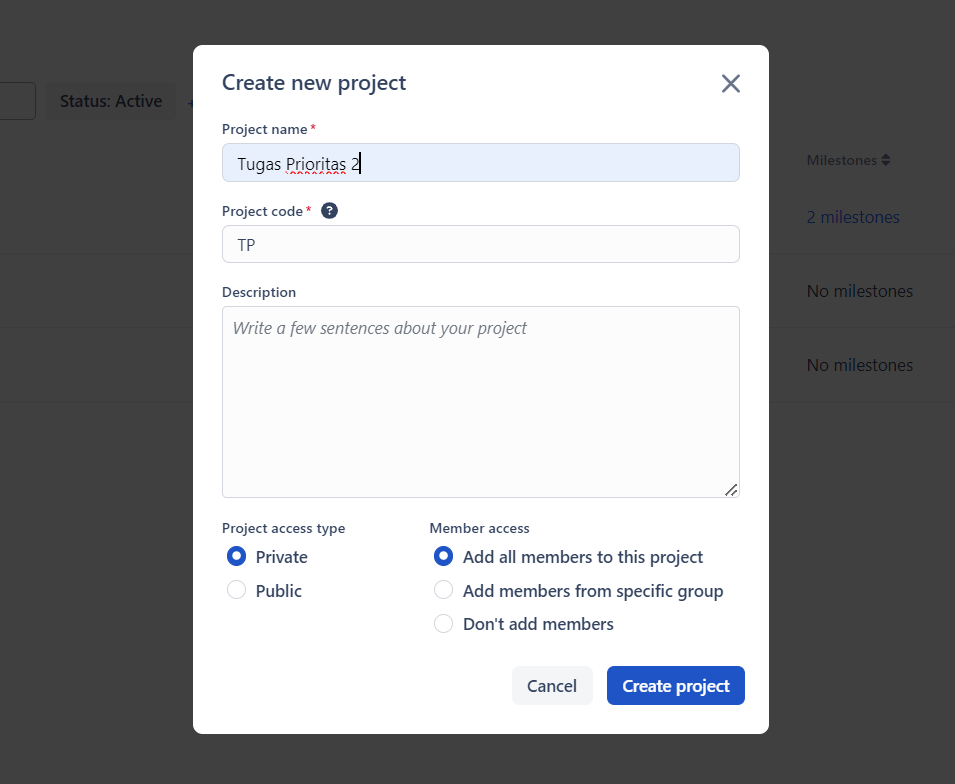 Create new project
Status: Active
Project name *
Tugas Prioritas 2
Milestones
Project code * ?
2 milestones
TP
Description
No milestones
Write a few sentences about your project
No milestones
Project access type
Member access
Private
Add all members to this project
Public
Add members from specific group
Don't add members
Cancel
Create project